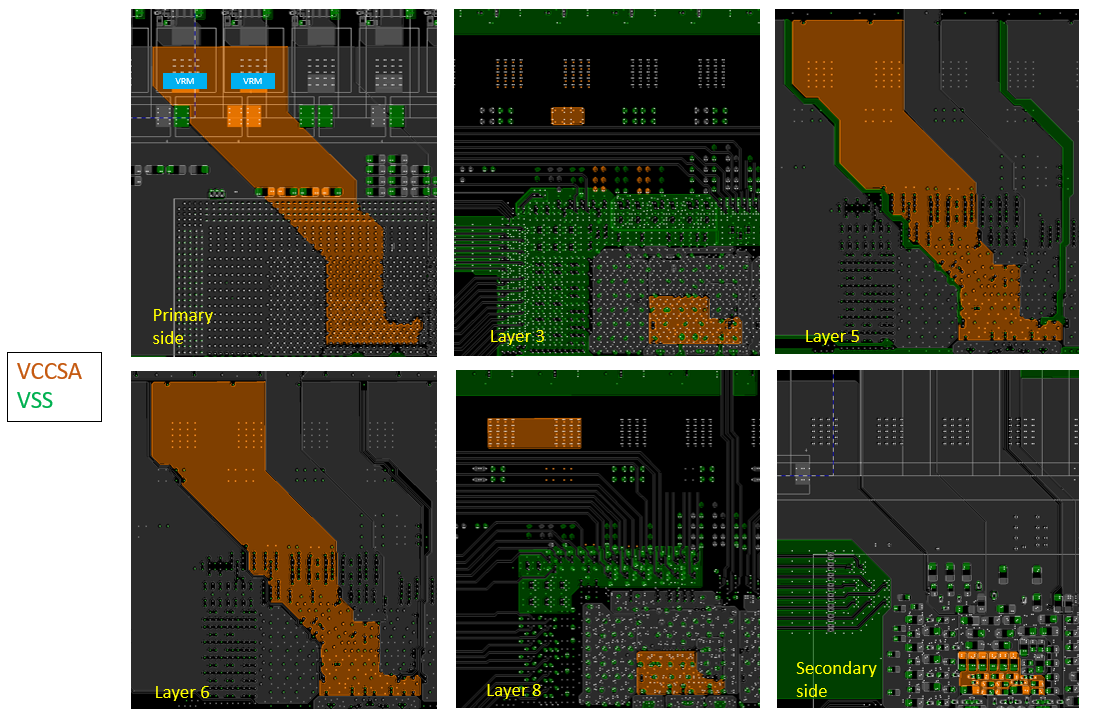 VRM
VRM
Primary
side
Layer 3
Layer 5
VCCSA
VSS
Layer 6
Layer 8
Secondary
side